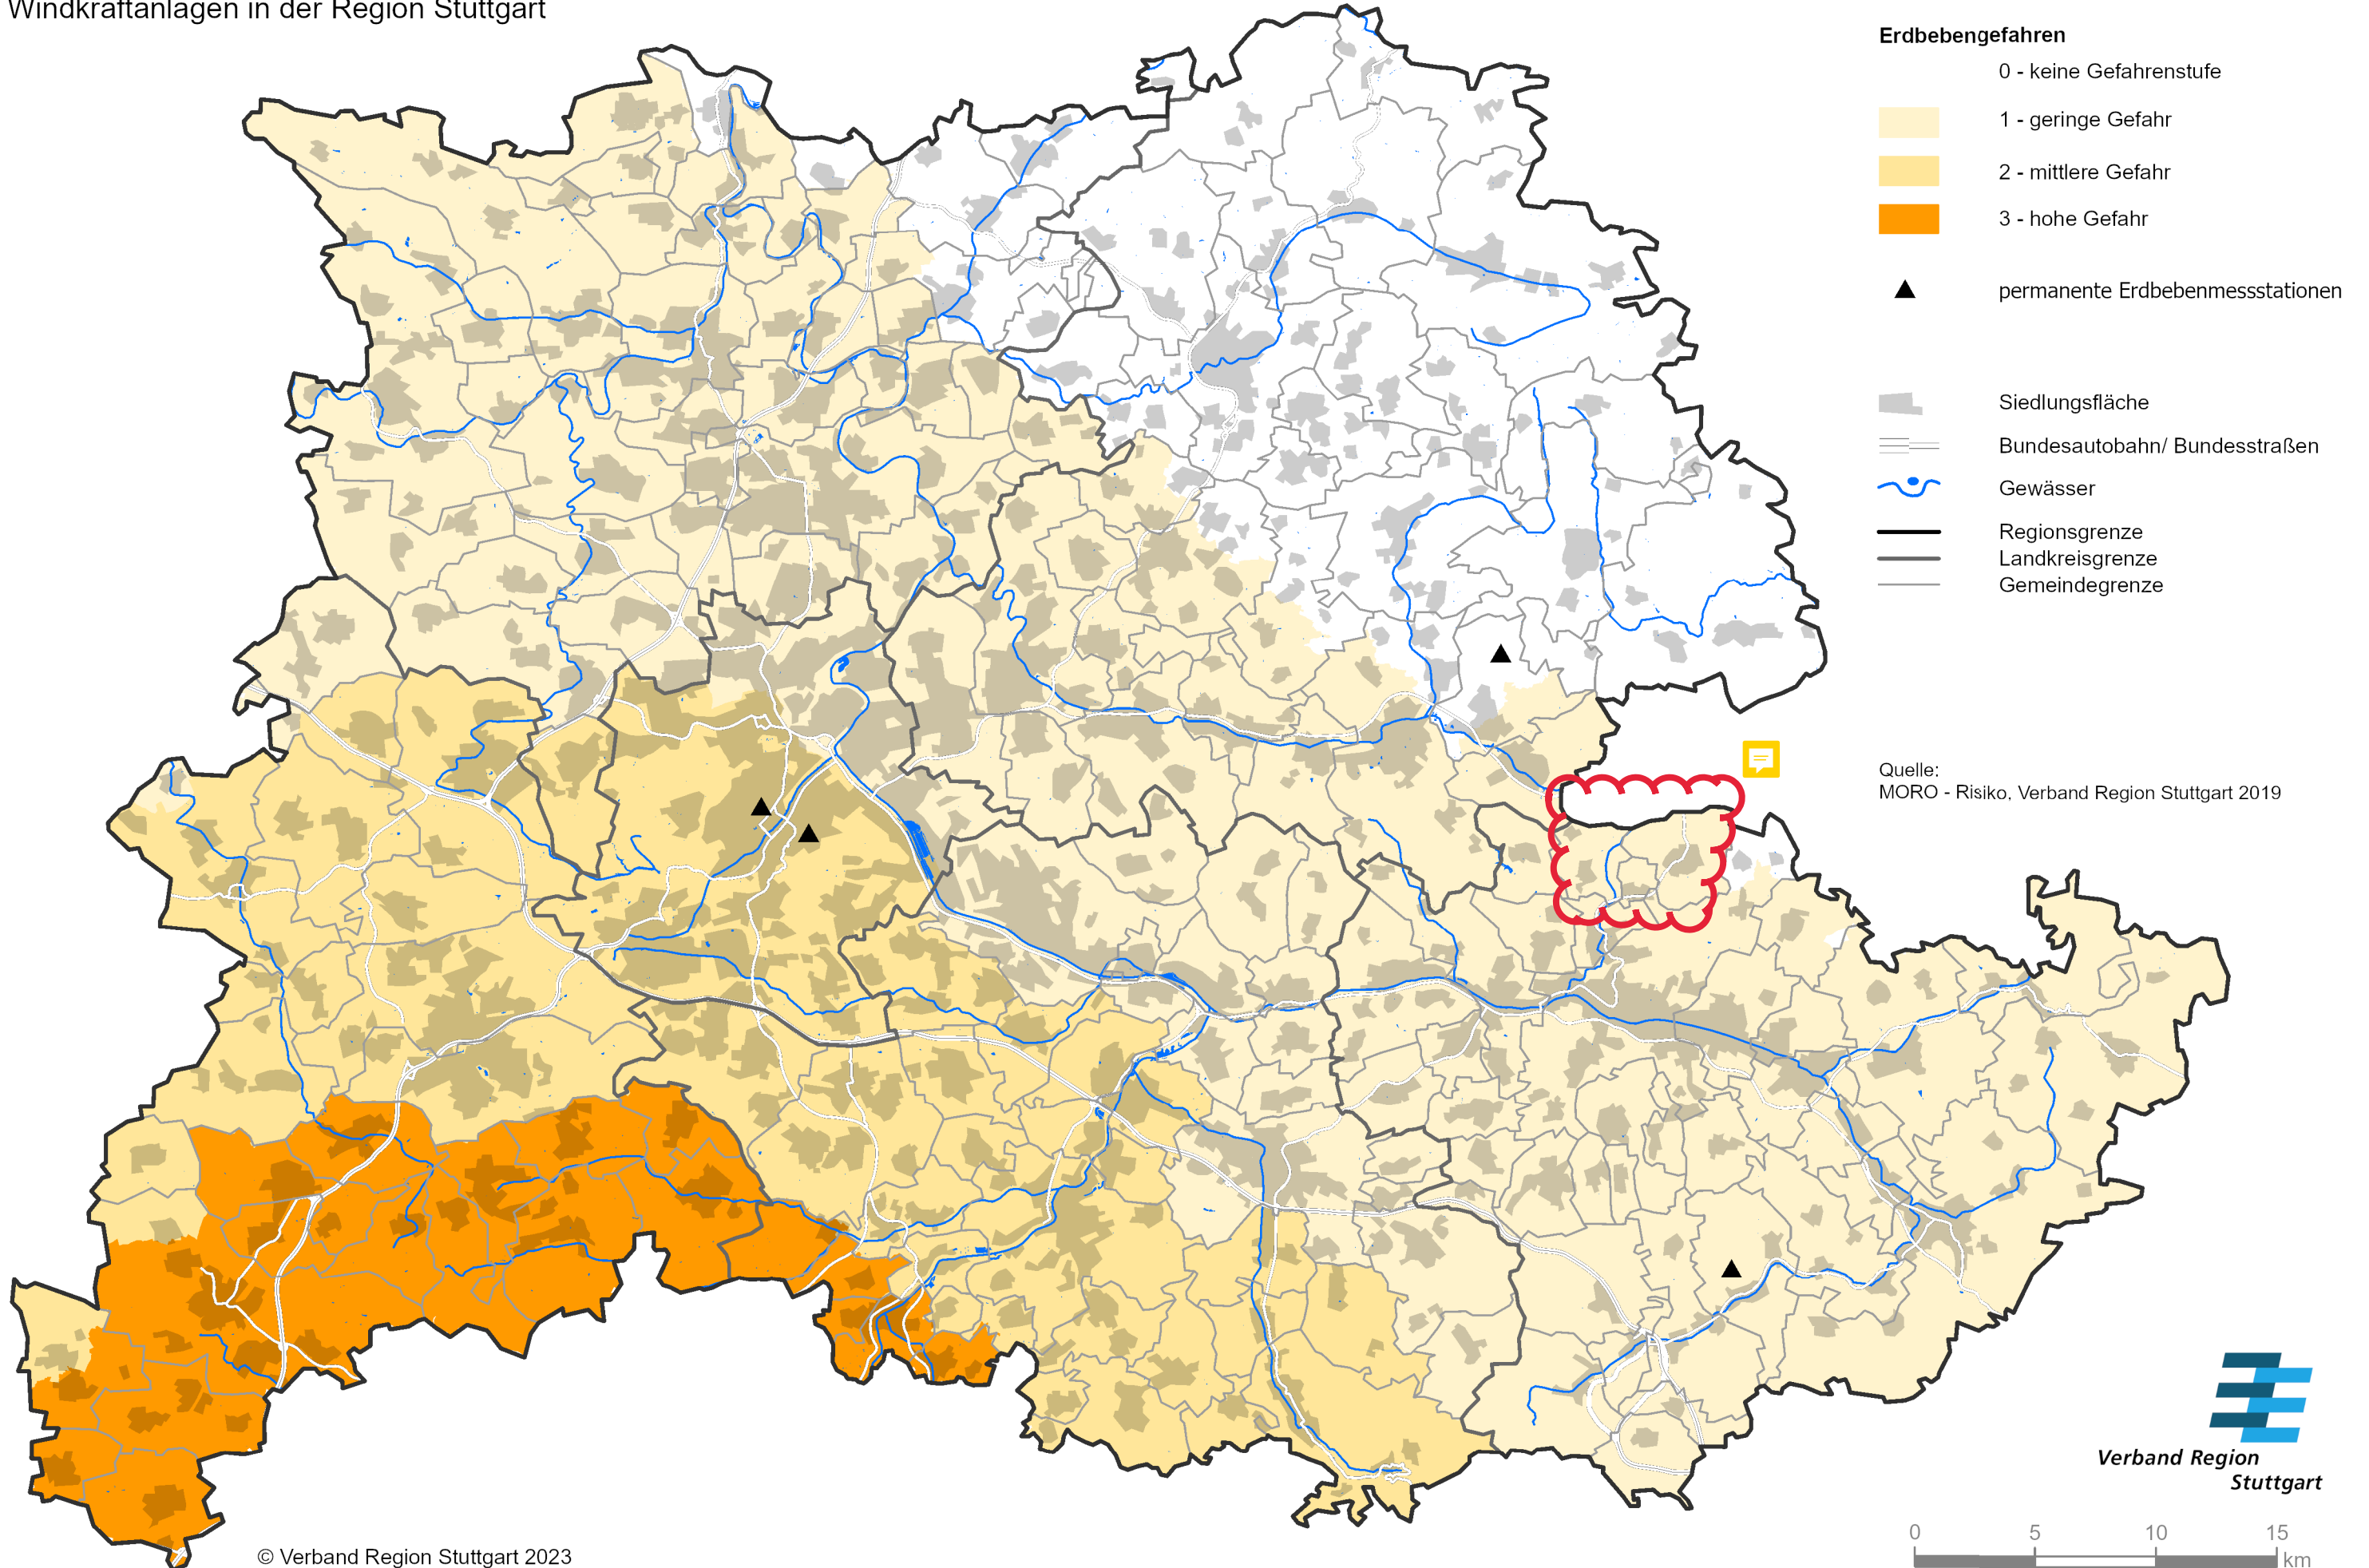 Windkraftanlagen in der Region Stuttgart
Erdbebengefahren
0 - keine Gefahrenstufe
1 - geringe Gefahr
2 - mittlere Gefahr
3 - hohe Gefahr
permanente Erdbebenmessstationen
Siedlungsfläche
Bundesautobahn/ Bundesstraßen
Gewässer
Regionsgrenze
Landkreisgrenze
Gemeindegrenze
Quelle:
MORO - Risiko, Verband Region Stuttgart 2019
Verband Region
Stuttgart
0 5 10 15
km
© Verband Region Stuttgart 2023